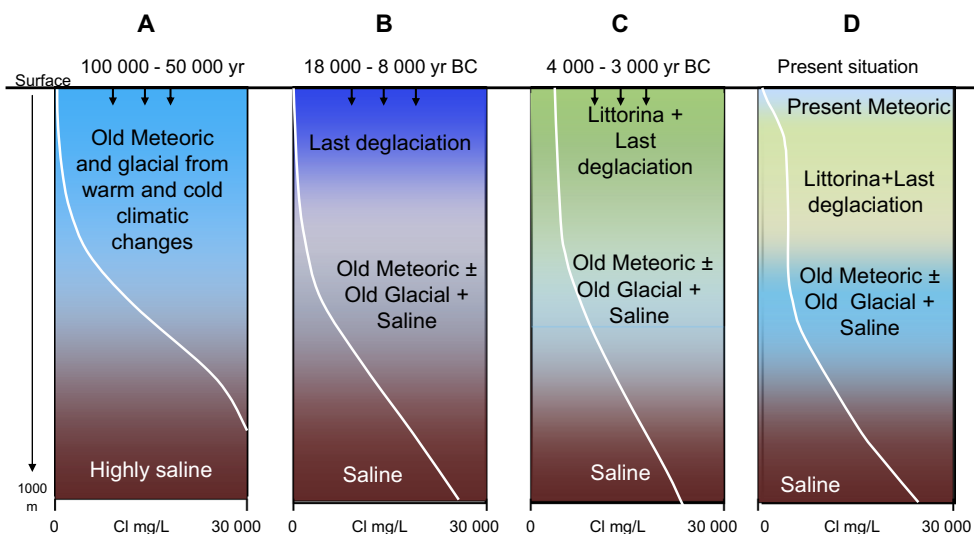 A
B
C
D
100 000 - 50 000 yr
18 000 - 8 000 yr BC
4 000 - 3 000 yr BC
Present situation
Surface
Old Meteoric
and glacial from
warm and cold
climatic
changes
Highly saline
Last deglaciation
Old Meteoric ±
Old Glacial +
Saline
Saline
Littorina +
Last
deglaciation
Old Meteoric ±
Old Glacial +
Saline
Saline
Present Meteoric
Littorina+Last
deglaciation
Old Meteoric ±
Old Glacial +
Saline
Saline
1000
m
0
Cl mg/L
30 000
0
Cl mg/L
30 000
0
Cl mg/L
30 000
0
Cl mg/L
30 000